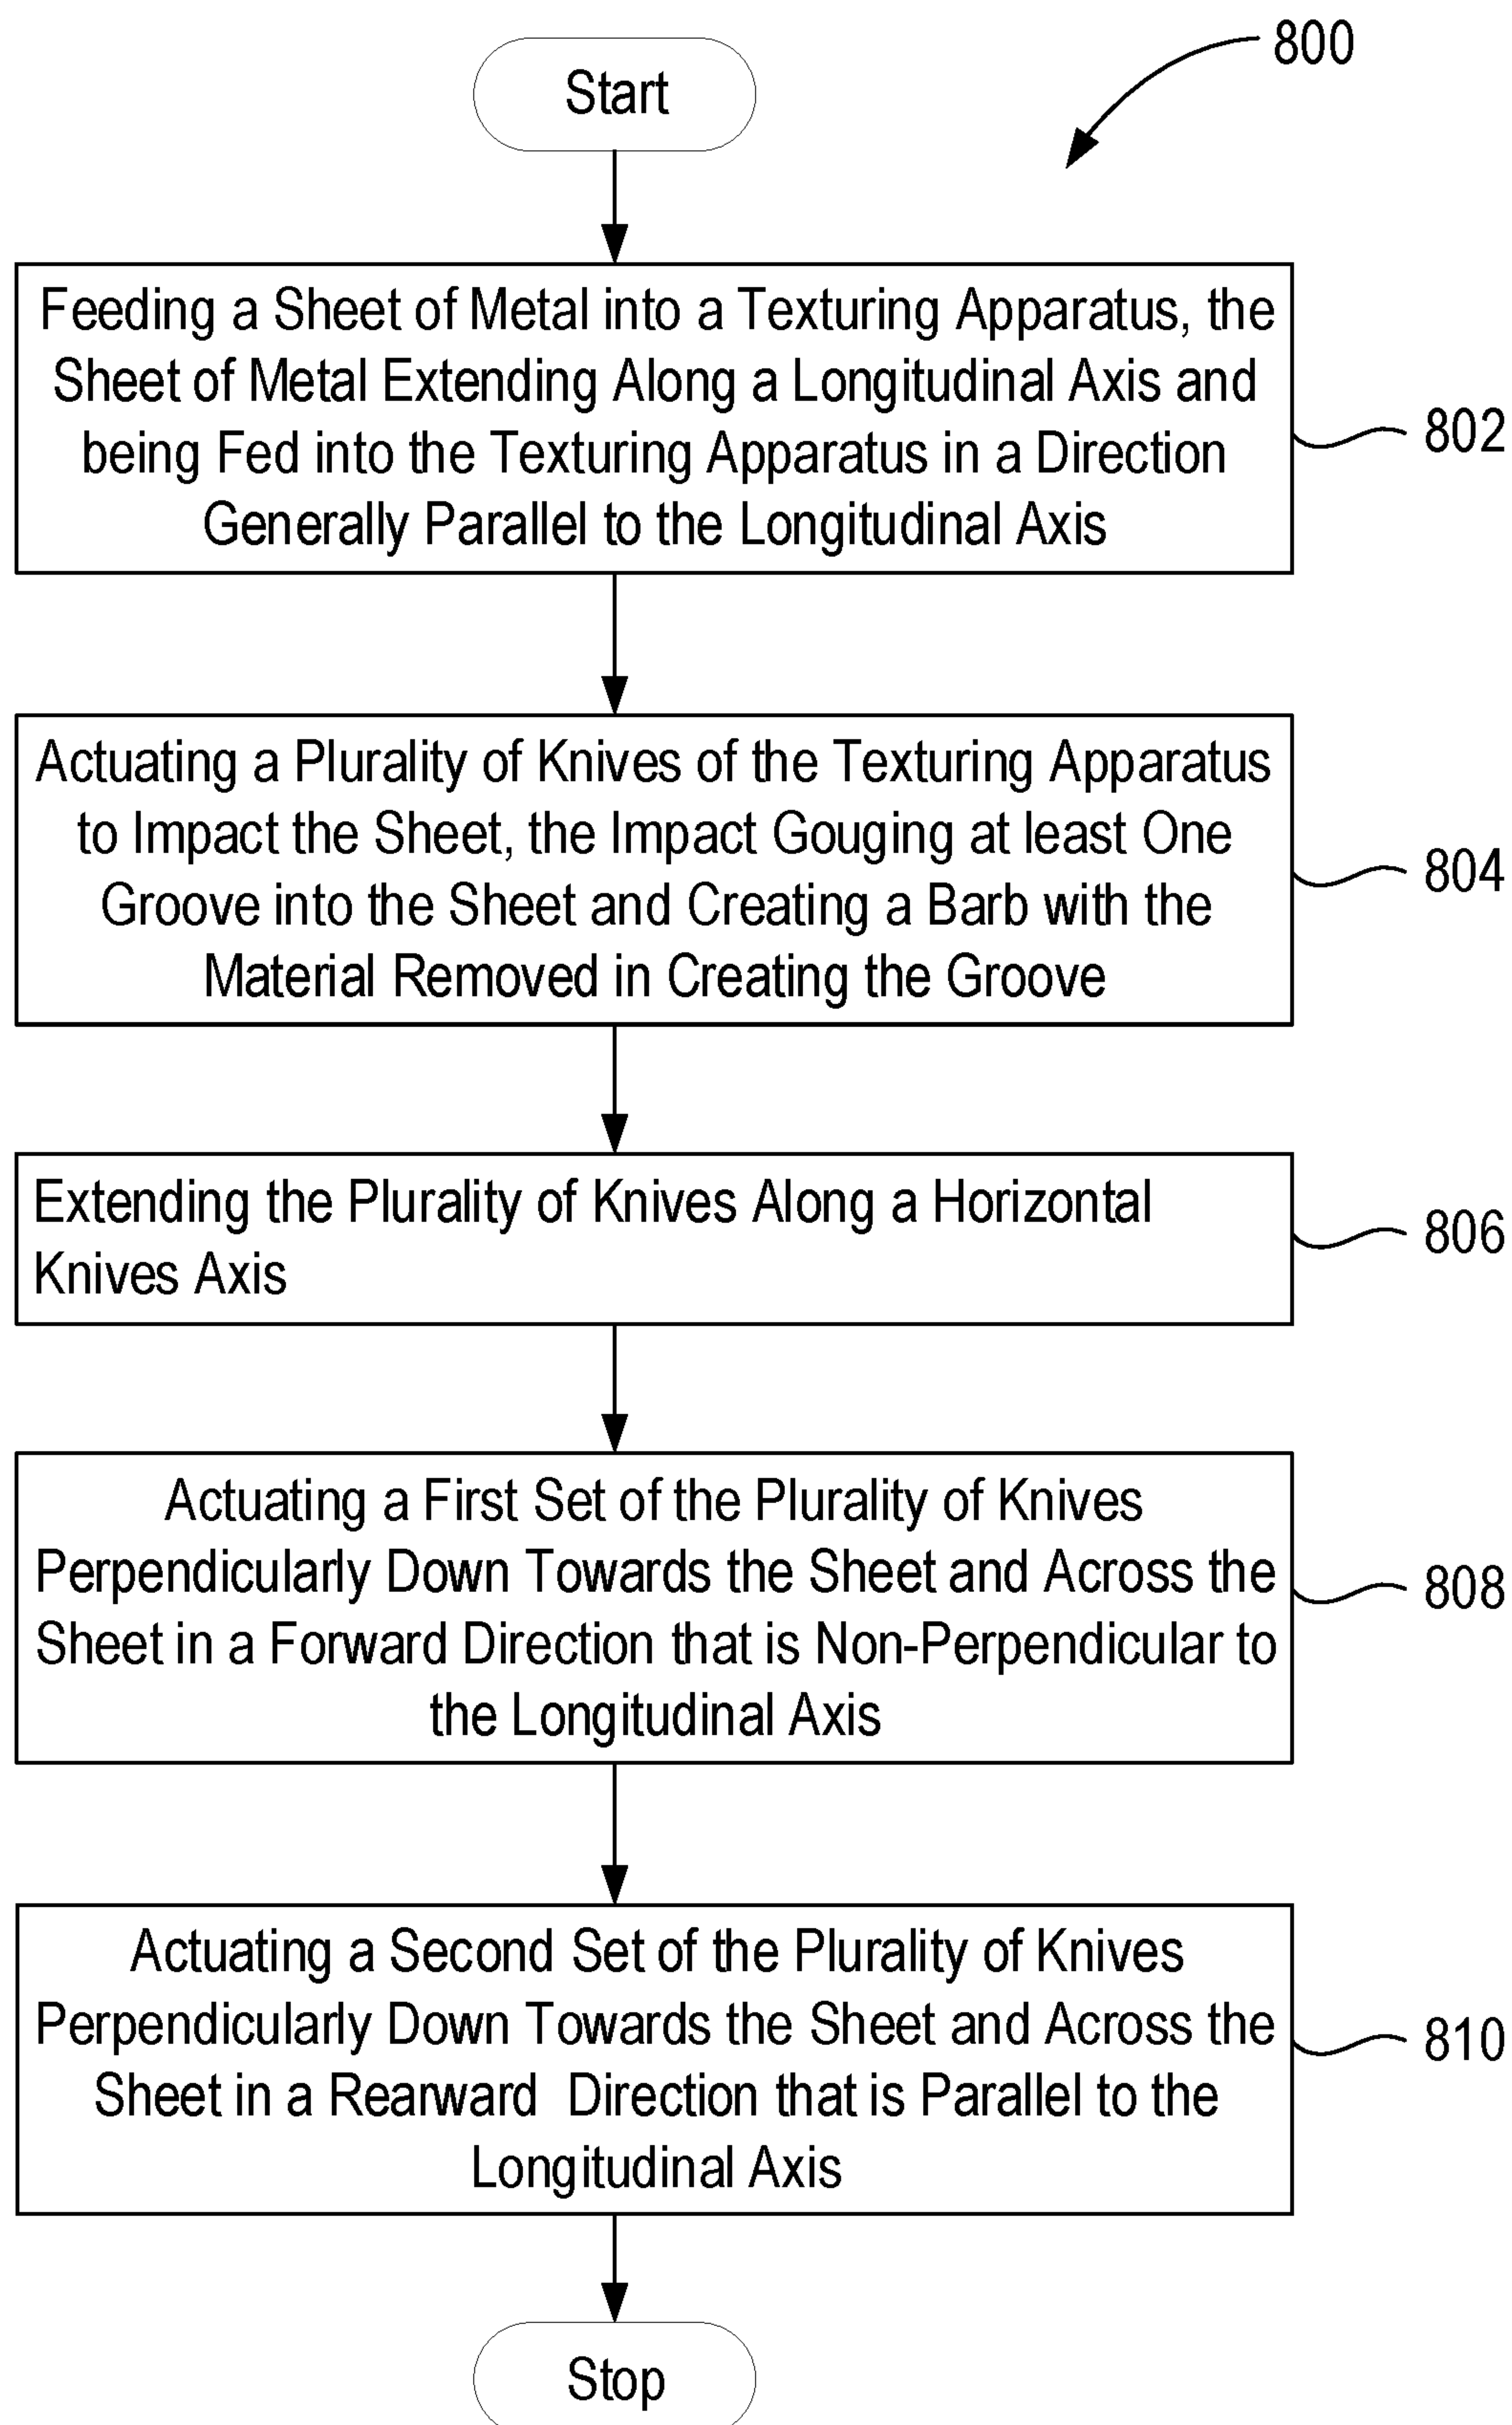 800
Start
Feeding a Sheet of Metal into a Texturing Apparatus, the
Sheet of Metal Extending Along a Longitudinal Axis and
being Fed into the Texturing Apparatus in a Direction
Generally Parallel to the Longitudinal Axis
802
Actuating a Plurality of Knives of the Texturing Apparatus
to Impact the Sheet, the Impact Gouging at least One
Groove into the Sheet and Creating a Barb with the
Material Removed in Creating the Groove
804
Extending the Plurality of Knives Along a Horizontal
Knives Axis
806
Actuating a First Set of the Plurality of Knives
Perpendicularly Down Towards the Sheet and Across the
Sheet in a Forward Direction that is Non-Perpendicular to
the Longitudinal Axis
808
Actuating a Second Set of the Plurality of Knives
Perpendicularly Down Towards the Sheet and Across the
Sheet in a Rearward Direction that is Parallel to the
Longitudinal Axis
810
Stop